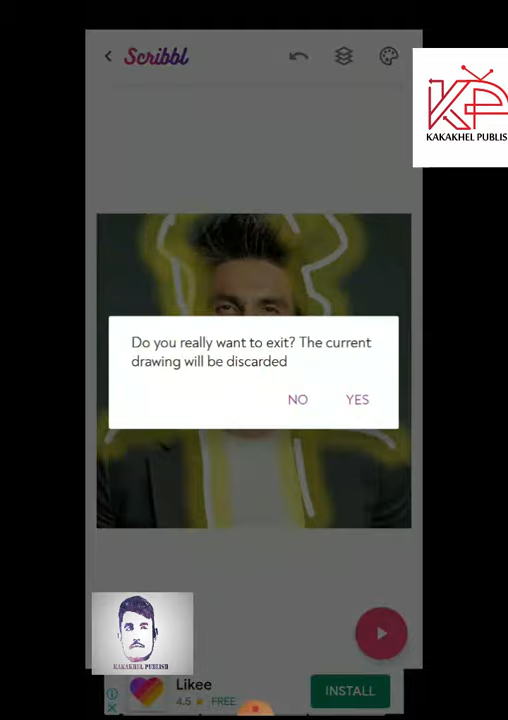 Scribbl
KAKAKHEL PUBLIS
Do you really want to exit? The current
drawing will be discarded
NO
YES
KAKAKHEL PUBLISH
Likee
4.5 ★ FREE
INSTALL